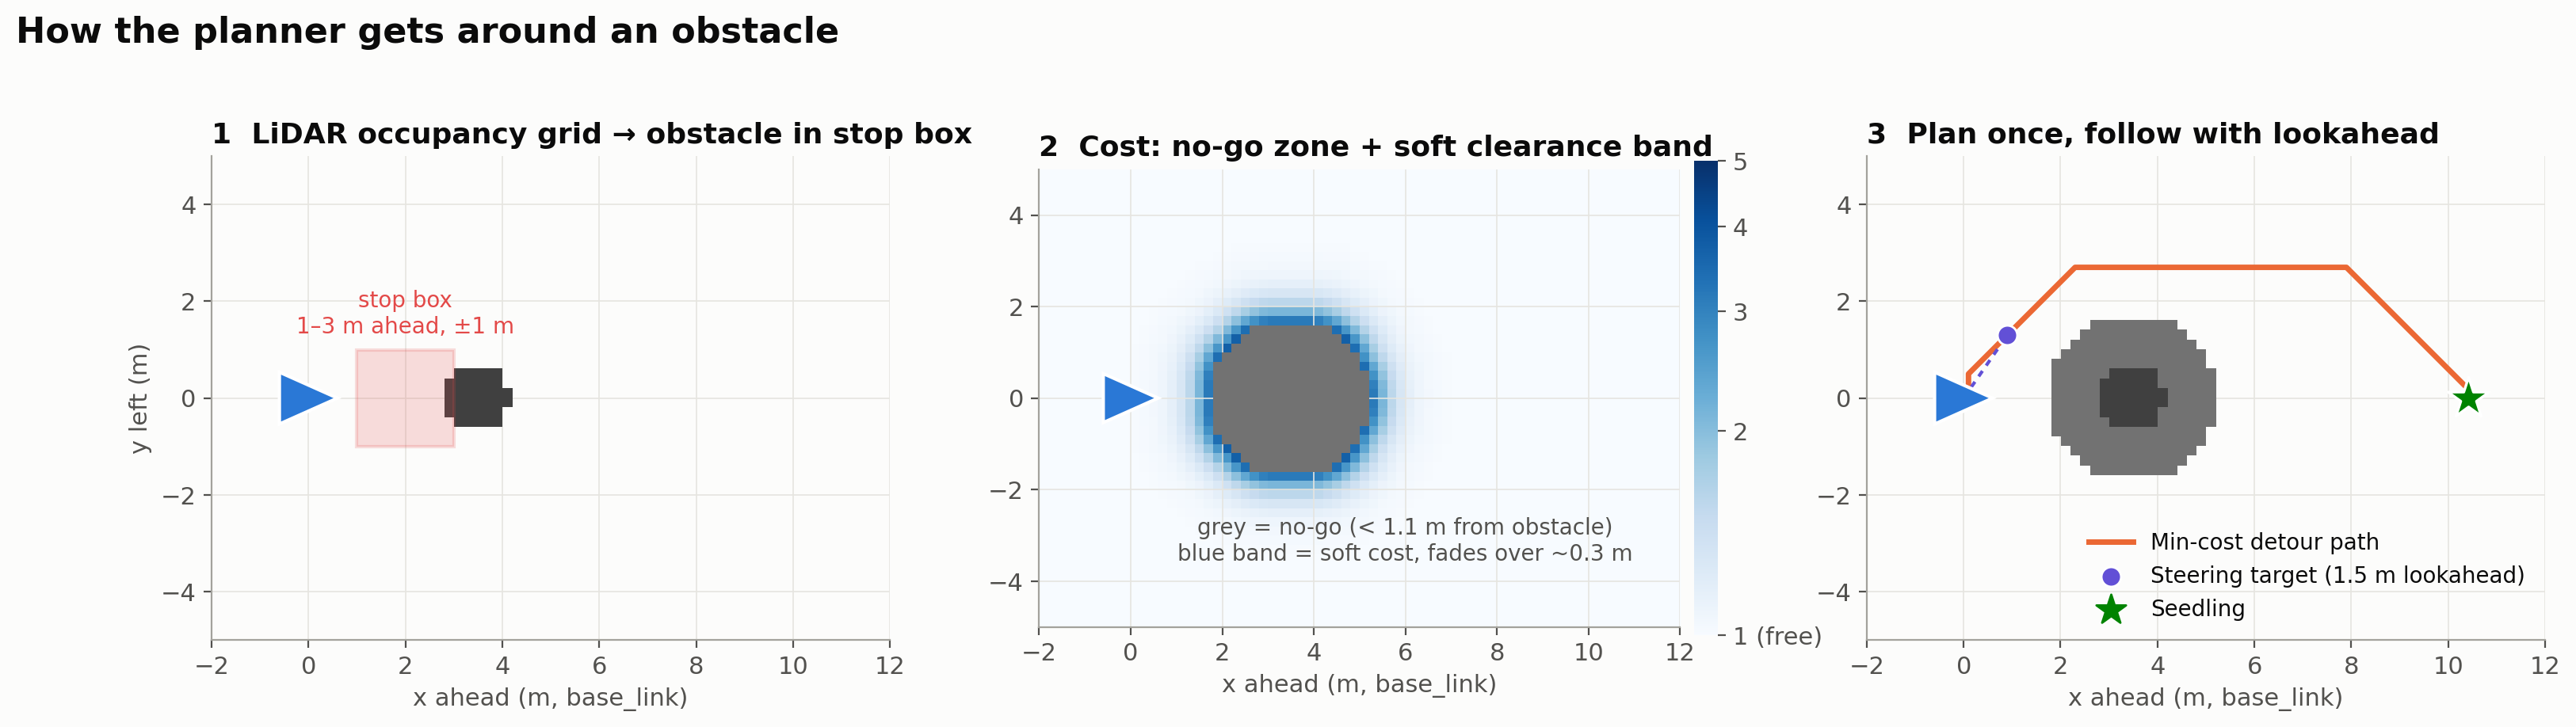 How the planner gets around an obstacle
1 LiDAR occupancy grid → obstacle in stop box
4
2
0
−2
−4
y left (m)
stop box
1–3 m ahead, ±1 m
−2 0 2 4 6 8 10 12
x ahead (m, base_link)
2 Cost: no-go zone + soft clearance band
4
2
0
−2
−4
grey = no-go (< 1.1 m from obstacle)
blue band = soft cost, fades over ~0.3 m
−2 0 2 4 6 8 10 12
x ahead (m, base_link)
5
4
3
2
1 (free)
3 Plan once, follow with lookahead
4
2
0
−2
−4
Min-cost detour path
Steering target (1.5 m lookahead)
Seedling
−2 0 2 4 6 8 10 12
x ahead (m, base_link)